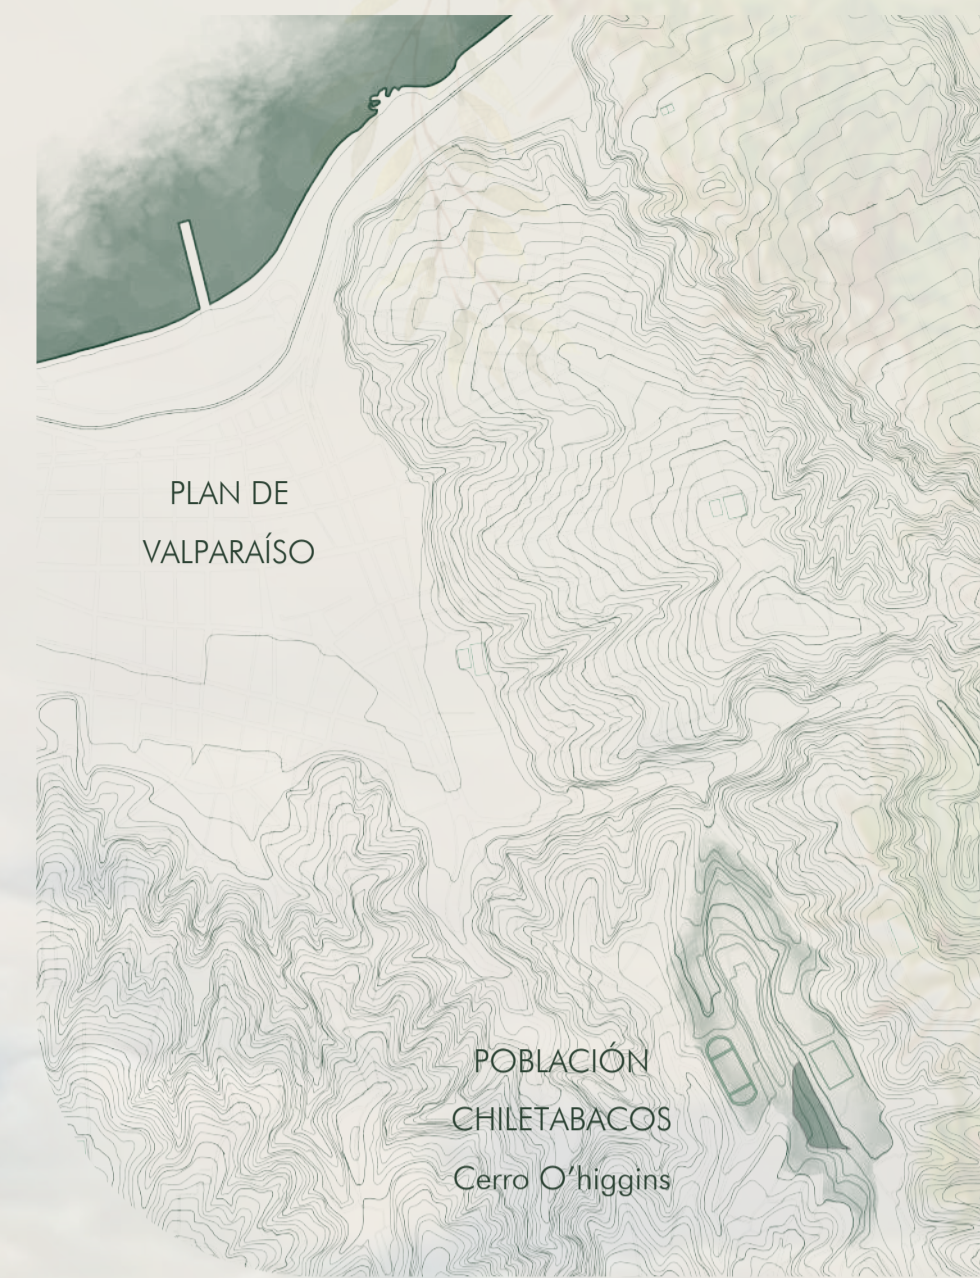 PLAN DE
VALPARAÍSO
POBLACIÓN
CHILETABACOS
Cerro O'higgins